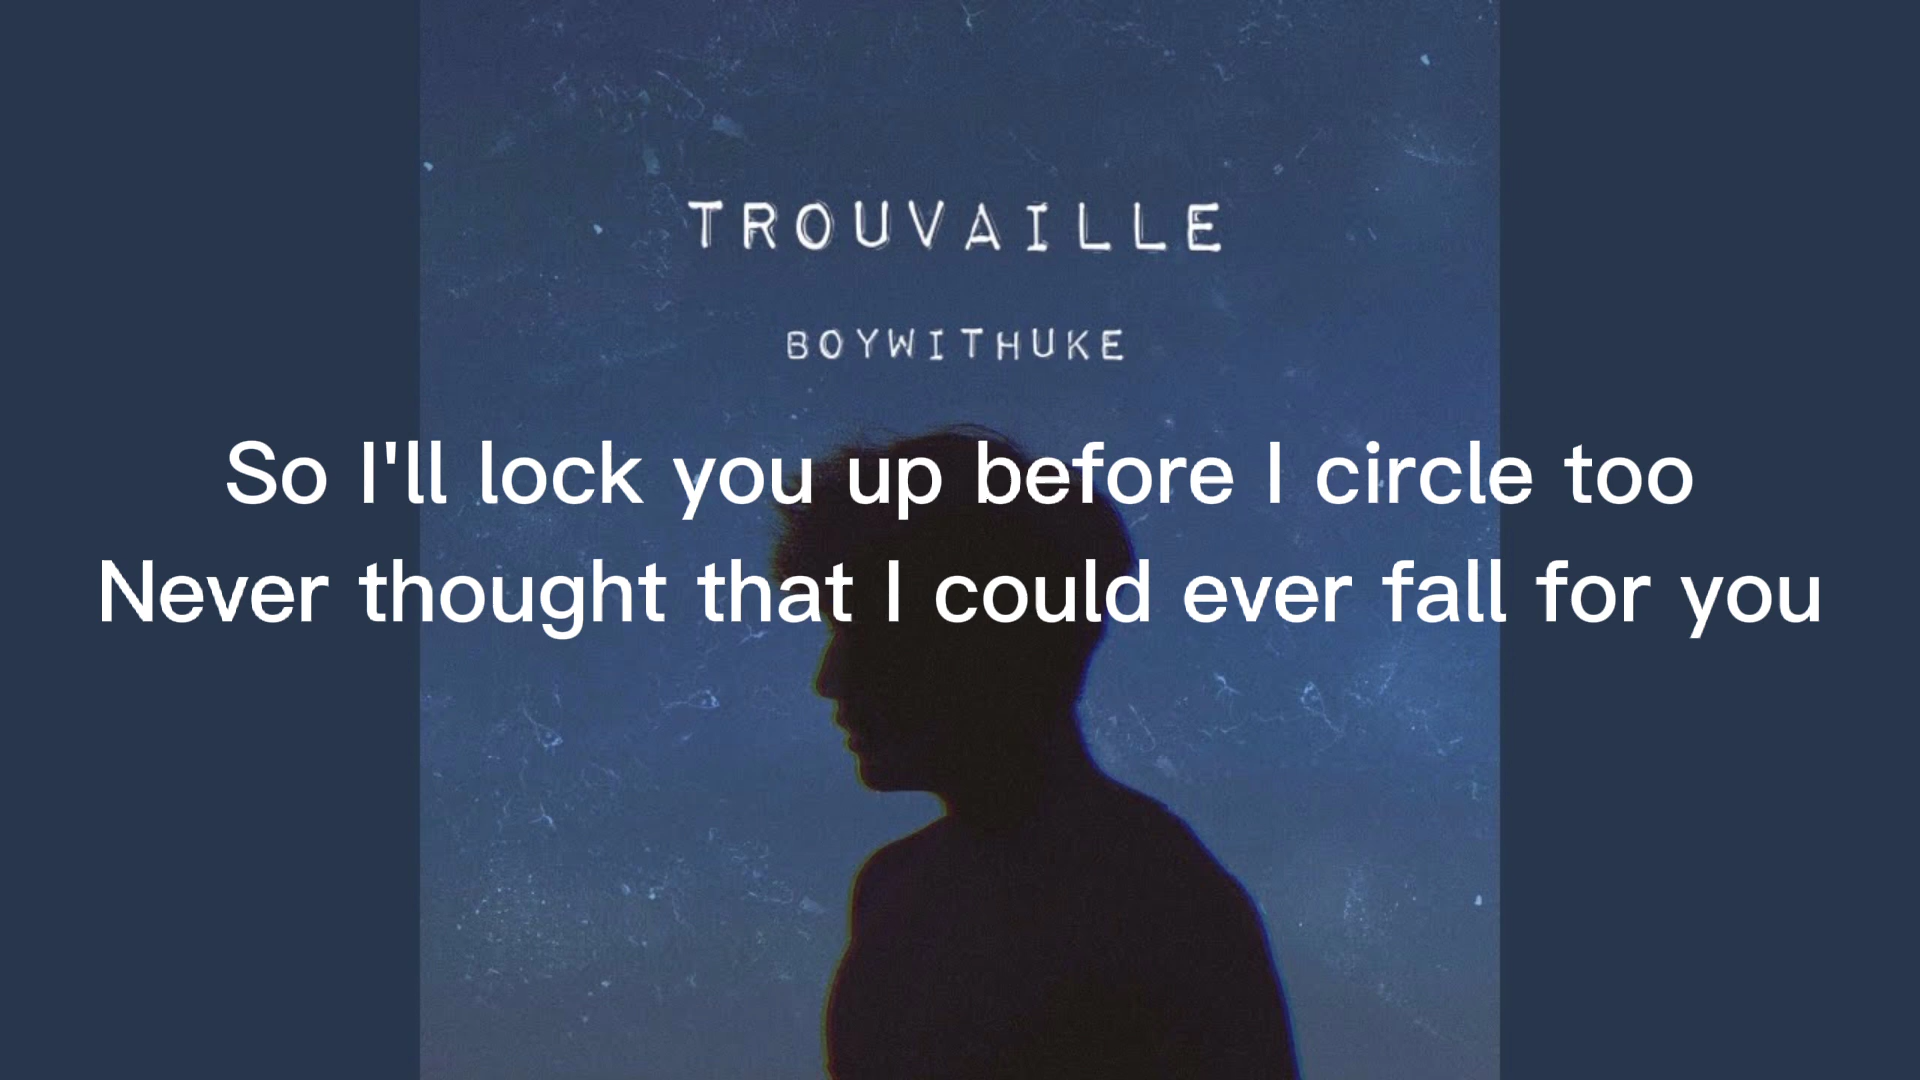 TROUVAILLE
BOYWITHUKE
So I'll lock you up before I circle too
Never thought that I could ever fall for you